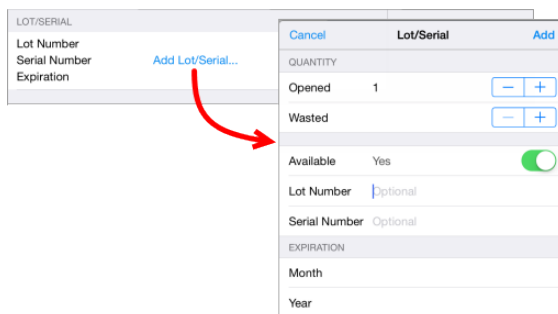 LOT/SERIAL
Lot Number
Serial Number Add Lot/Serial...
Expiration
Cancel Lot/Serial Add
QUANTITY
Opened 1 − +
Wasted − +
Available Yes
Lot Number Optional
Serial Number Optional
EXPIRATION
Month
Year